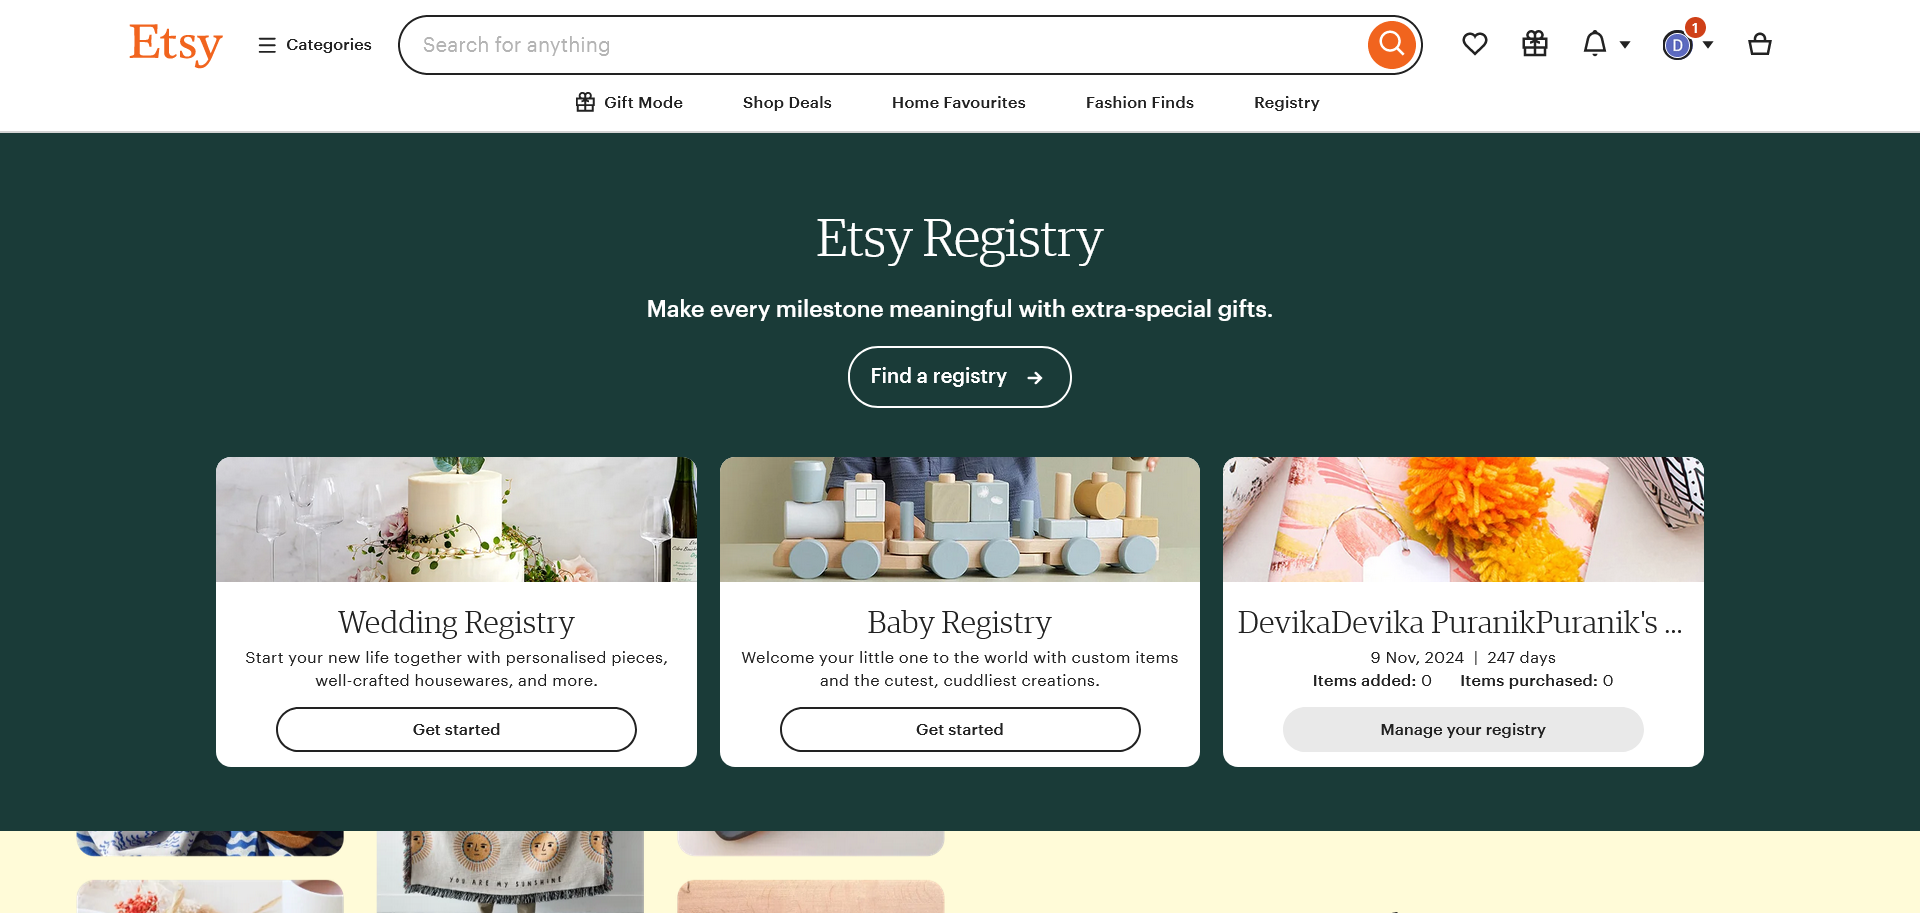 Etsy
Categories
Search for anything
1
D
Gift Mode
Shop Deals
Home Favourites
Fashion Finds
Registry
Etsy Registry
Make every milestone meaningful with extra-special gifts.
Find a registry
Wedding Registry
Start your new life together with personalised pieces,
well-crafted housewares, and more.
Get started
Baby Registry
Welcome your little one to the world with custom items
and the cutest, cuddliest creations.
Get started
DevikaDevika PuranikPuranik's ...
9 Nov, 2024 | 247 days
Items added: 0 Items purchased: 0
Manage your registry
YOU ARE MY SUNSHINE